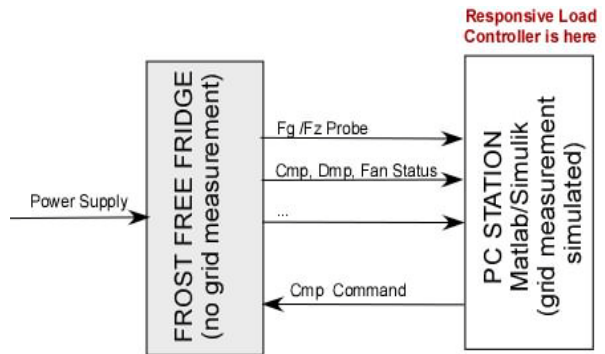 Responsive Load
Controller is here
Power Supply
FROST FREE FRIDGE
(no grid measurement)
Fg /Fz Probe
Cmp, Dmp, Fan Status
...
Cmp Command
PC STATION
Matlab/Simulik
(grid measurement
simulated)